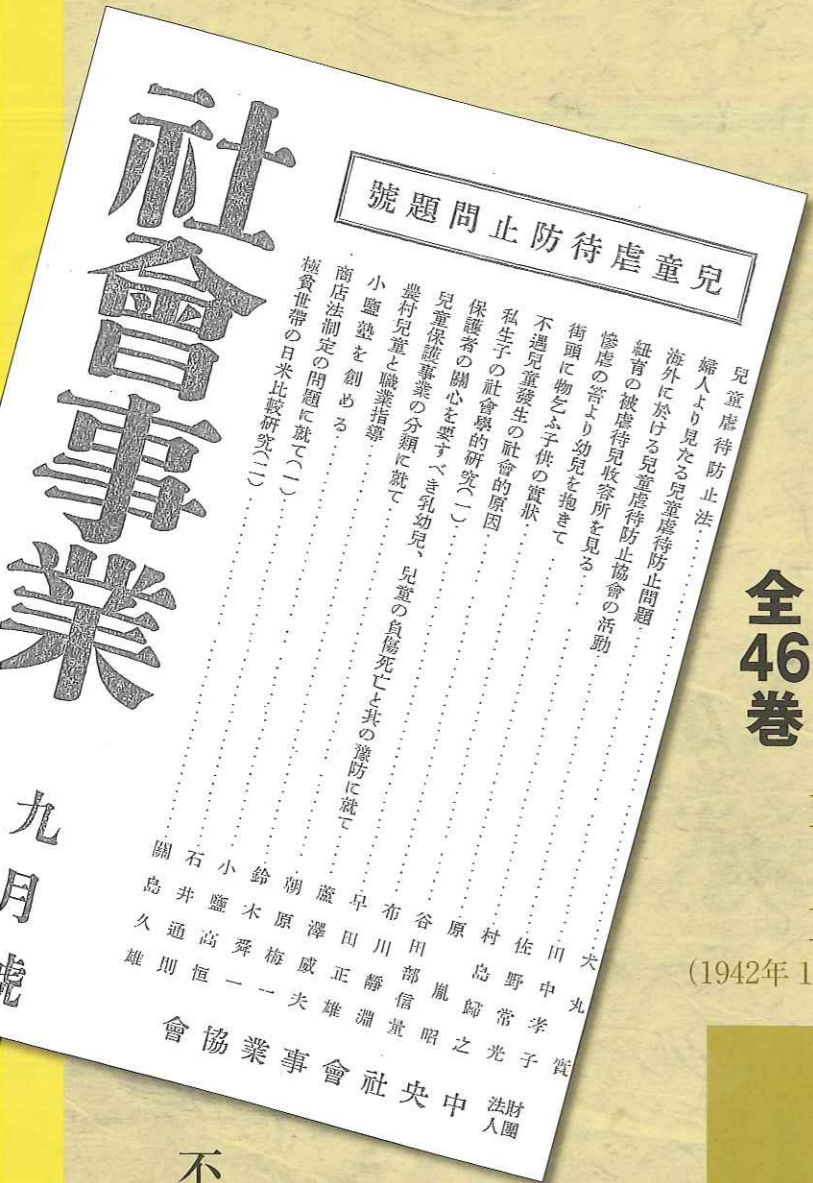 兒童虐待防止問題號
兒童虐待防止法
婦人より見たる兒童虐待防止問題 田中孝子
海外に於ける兒童虐待防止協會の活動 佐野常光
紐育の被虐待兒收容所を見る 村島歸之
慘虐の笞より幼兒を抱きて 原胤昭
街頭に物乞ふ子供の實狀 谷田部信量
不遇兒童發生の社會的原因 布川靜淵
私生子の社會學的研究(一) 早田正雄
保護者の關心を要すべき乳幼兒、兒童の負傷死亡と其の豫防に就て 蘆澤威夫
兒童保護事業の分類に就て 朝原梅一
農村兒童と職業指導 鈴木舜一
小鹽塾を創める 小鹽高恒
商店法制定の問題に就て(一) 石井通則
極貧世帶の日米比較研究(二) 關島久雄
社會事業
九月號
財團法人 中央社會事業協會
全46巻
(1942年1
不